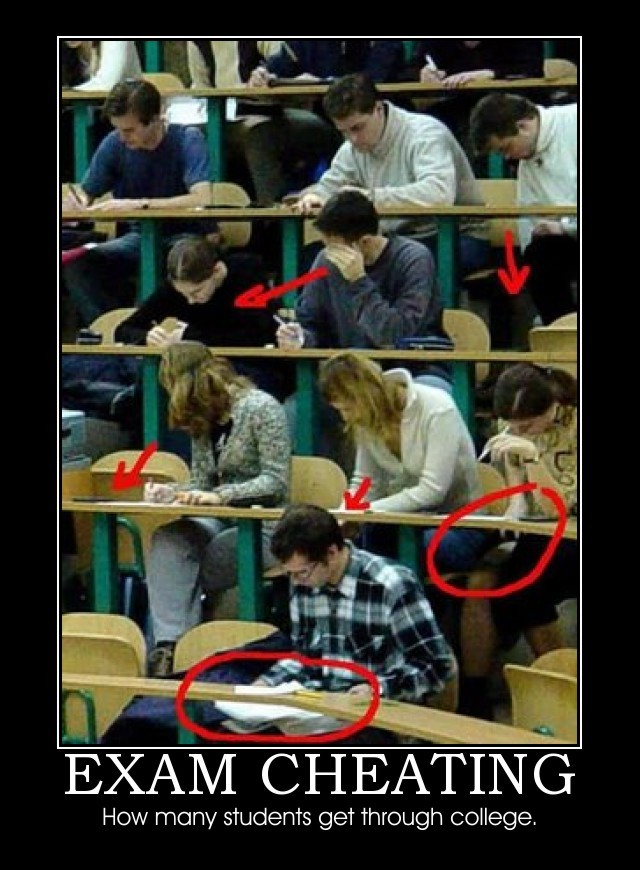 EXAM CHEATING
How many students get through college.